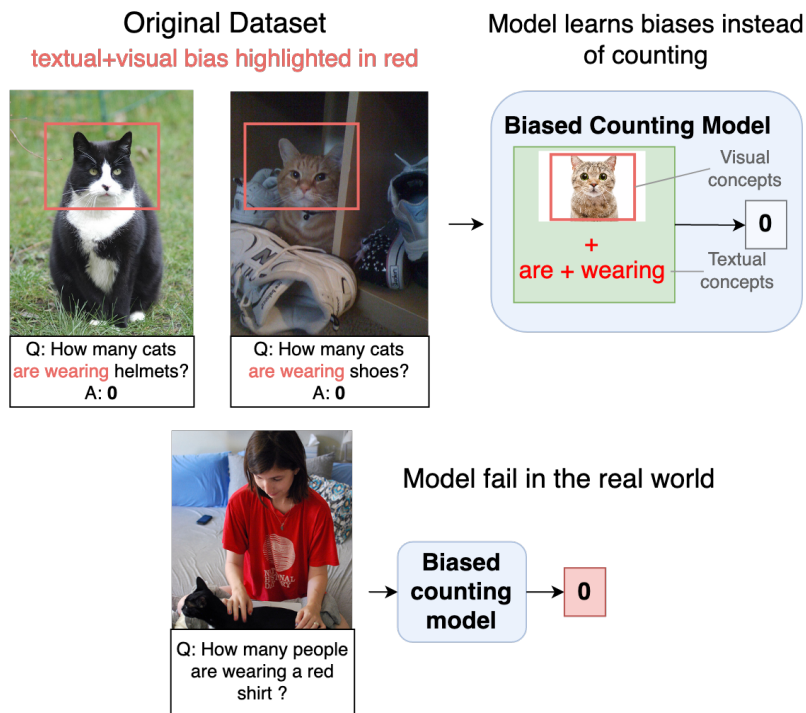 Original Dataset
textual+visual bias highlighted in red
Model learns biases instead
of counting
Q: How many cats
are wearing helmets?
A: 0
Q: How many cats
are wearing shoes?
A: 0
Biased Counting Model
Visual
concepts
+
are + wearing
Textual
concepts
0
Model fail in the real world
Q: How many people
are wearing a red
shirt ?
Biased
counting
model
0